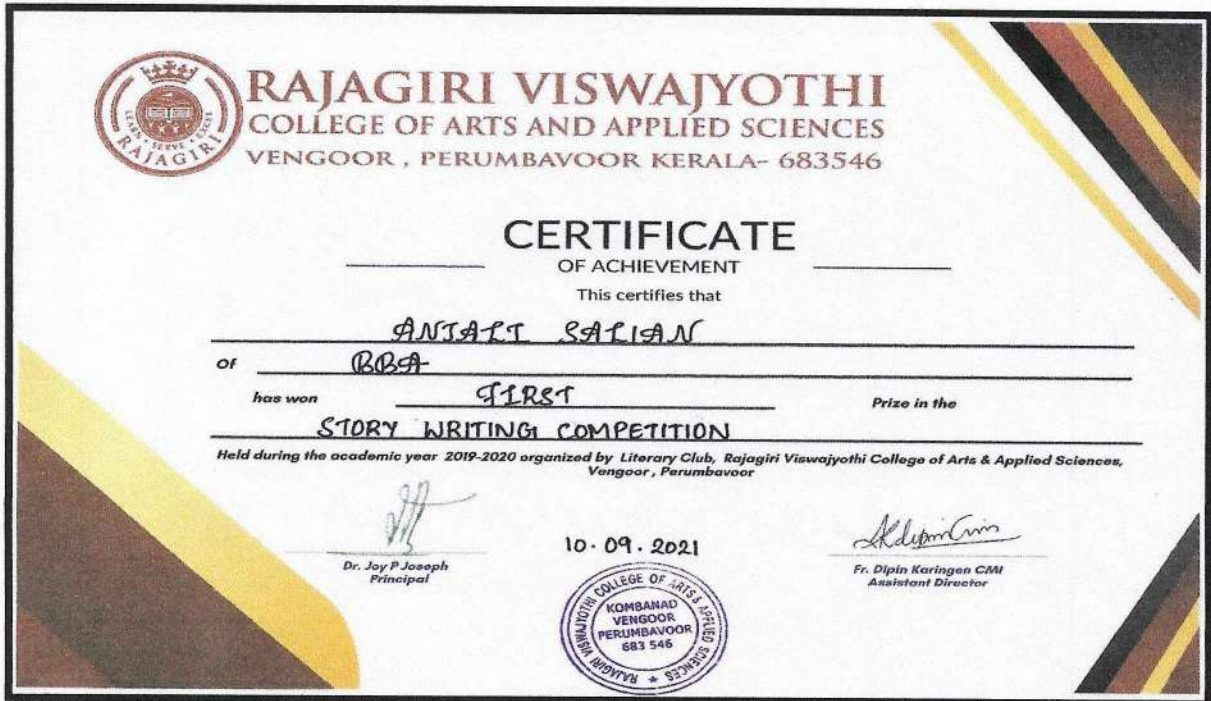 RAJAGIRI VISWAJYOTHI
COLLEGE OF ARTS AND APPLIED SCIENCES
VENGOOR , PERUMBAVOOR KERALA- 683546
LEARN • SERVE • EXCEL
RAJAGIRI
CERTIFICATE
OF ACHIEVEMENT
This certifies that
ANJALI SALIAN
Of BBA
has won FIRST Prize in the
STORY WRITING COMPETITION
Held during the academic year 2019-2020 organized by Literary Club, Rajagiri Viswajyothi College of Arts & Applied Sciences,
Vengoor , Perumbavoor
10.09.2021
Dr. Joy P Joseph
Principal
Fr. Dipin Karingen CMI
Assistant Director
RAJAGIRI VISWAJYOTHI COLLEGE OF ARTS & APPLIED SCIENCES
KOMBANAD
VENGOOR
PERUMBAVOOR
683 546